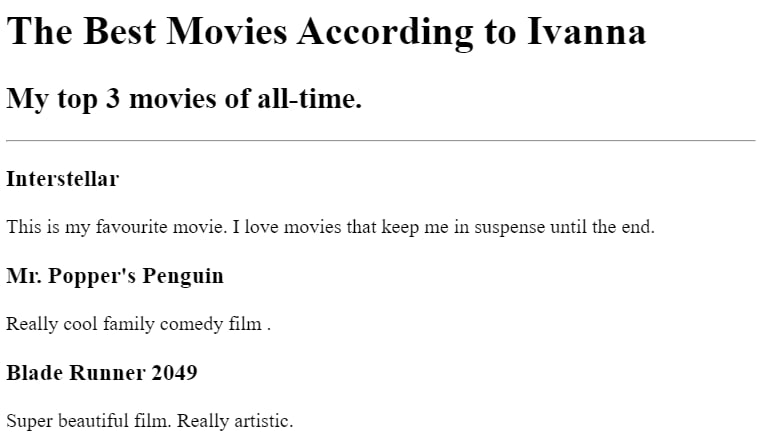 The Best Movies According to Ivanna
My top 3 movies of all-time.
Interstellar
This is my favourite movie. I love movies that keep me in suspense until the end.
Mr. Popper's Penguin
Really cool family comedy film .
Blade Runner 2049
Super beautiful film. Really artistic.